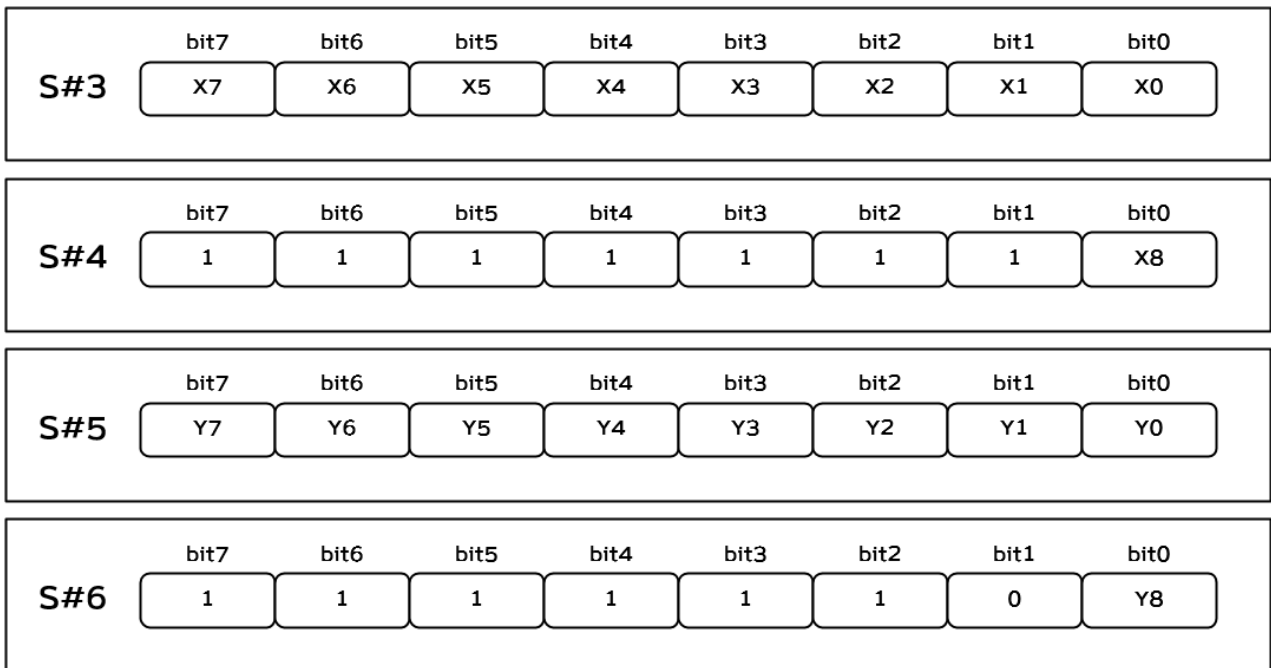 bit7 bit6 bit5 bit4 bit3 bit2 bit1 bit0
S#3 X7 X6 X5 X4 X3 X2 X1 X0
bit7 bit6 bit5 bit4 bit3 bit2 bit1 bit0
S#4 1 1 1 1 1 1 1 X8
bit7 bit6 bit5 bit4 bit3 bit2 bit1 bit0
S#5 Y7 Y6 Y5 Y4 Y3 Y2 Y1 Y0
bit7 bit6 bit5 bit4 bit3 bit2 bit1 bit0
S#6 1 1 1 1 1 1 0 Y8